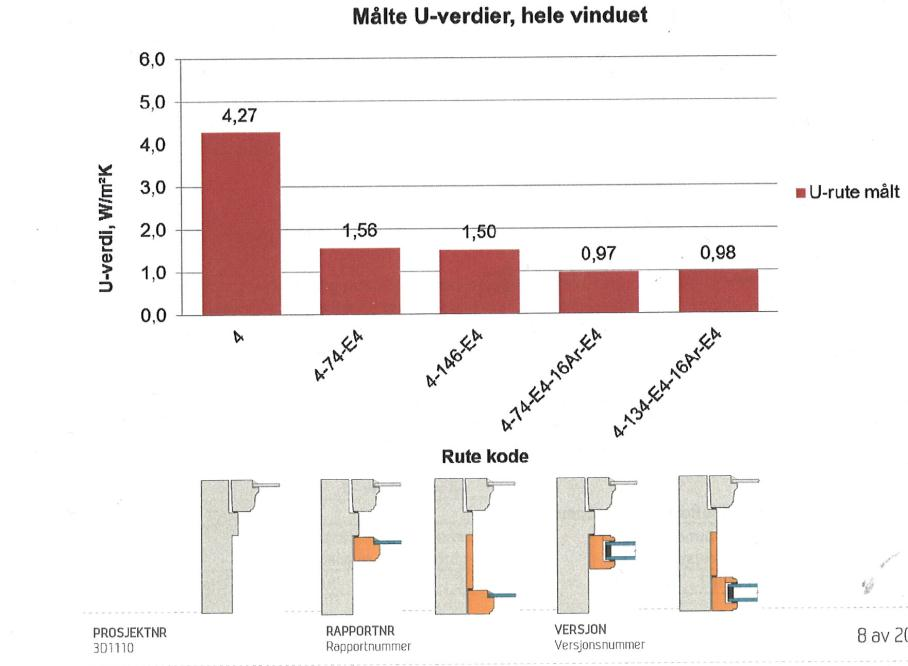 Målte U-verdier, hele vinduet
6,0
5,0
4,0
3,0
2,0
1,0
0,0
U-verdi, W/m²K
4,27
1,56
1,50
0,97
0,98
U-rute målt
4
4-74-E4
4-146-E4
4-74-E4-16Ar-E4
4-134-E4-16Ar-E4
Rute kode
PROSJEKTNR
3D1110
RAPPORTNR
Rapportnummer
VERSJON
Versjonsnummer
8 av 20